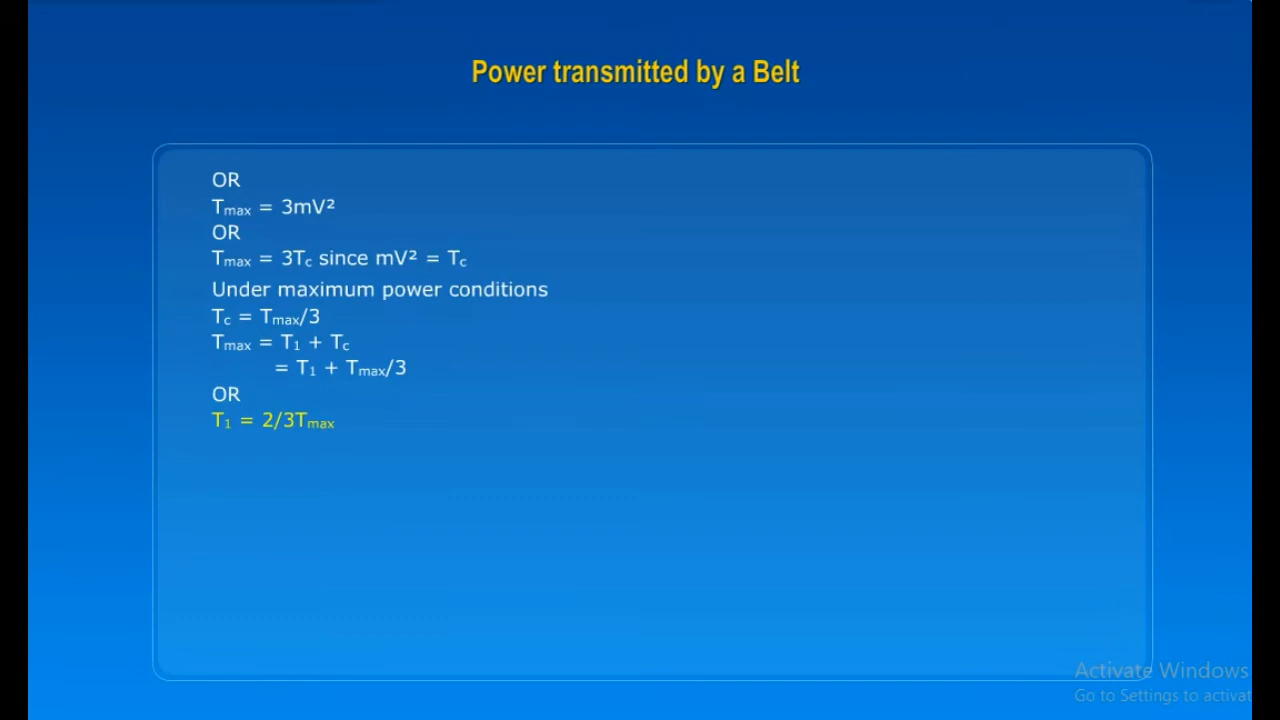 Power transmitted by a Belt
OR
Tmax = 3mV²
OR
Tmax = 3Tc since mV² = Tc
Under maximum power conditions
Tc = Tmax/3
Tmax = T1 + Tc
= T1 + Tmax/3
OR
T1 = 2/3Tmax
Activate Windows
Go to Settings to activat